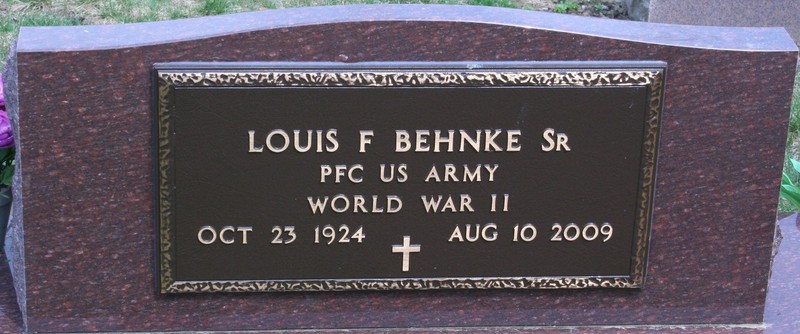 LOUIS F BEHNKE SR
PFC US ARMY
WORLD WAR II
OCT 23 1924 AUG 10 2009